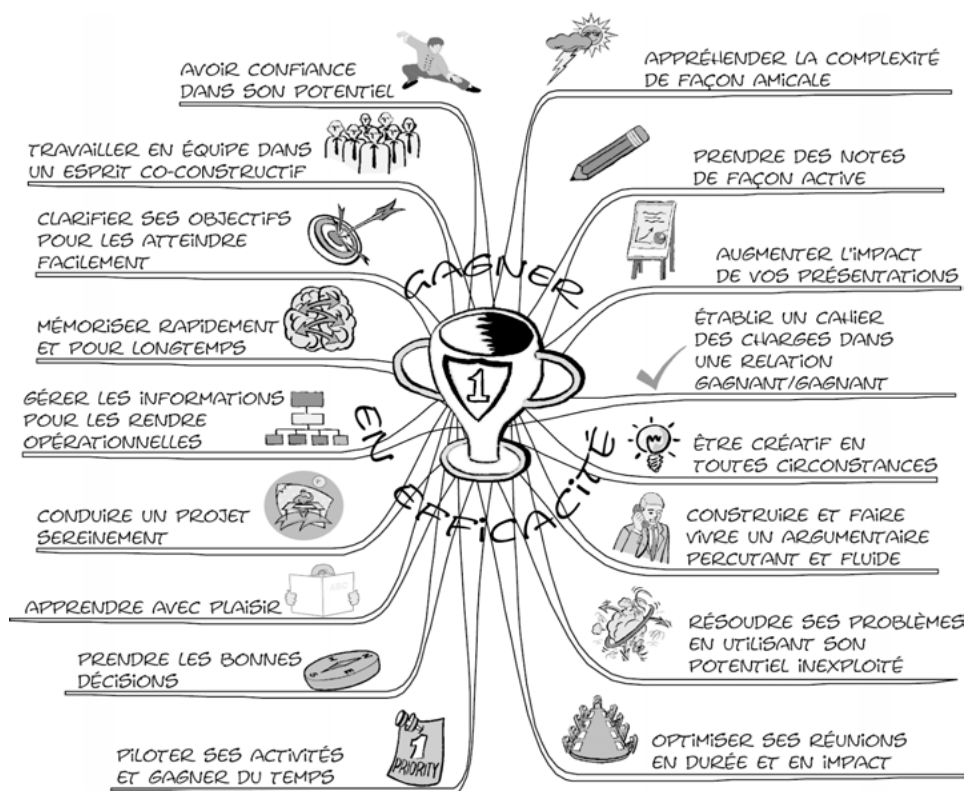 GAGNER
EN
EFFICACITÉ
1
APPRÉHENDER LA COMPLEXITÉ
DE FAÇON AMICALE
PRENDRE DES NOTES
DE FAÇON ACTIVE
AUGMENTER L'IMPACT
DE VOS PRÉSENTATIONS
ÉTABLIR UN CAHIER
DES CHARGES DANS
UNE RELATION
GAGNANT/GAGNANT
ÊTRE CRÉATIF EN
TOUTES CIRCONSTANCES
CONSTRUIRE ET FAIRE
VIVRE UN ARGUMENTAIRE
PERCUTANT ET FLUIDE
RÉSOUDRE SES PROBLÈMES
EN UTILISANT SON
POTENTIEL INEXPLOITÉ
OPTIMISER SES RÉUNIONS
EN DURÉE ET EN IMPACT
PILOTER SES ACTIVITÉS
ET GAGNER DU TEMPS
1
PRIORITY
PRENDRE LES BONNES
DÉCISIONS
APPRENDRE AVEC PLAISIR
ABC
CONDUIRE UN PROJET
SEREINEMENT
GÉRER LES INFORMATIONS
POUR LES RENDRE
OPÉRATIONNELLES
MÉMORISER RAPIDEMENT
ET POUR LONGTEMPS
CLARIFIER SES OBJECTIFS
POUR LES ATTEINDRE
FACILEMENT
TRAVAILLER EN ÉQUIPE DANS
UN ESPRIT CO-CONSTRUCTIF
AVOIR CONFIANCE
DANS SON POTENTIEL